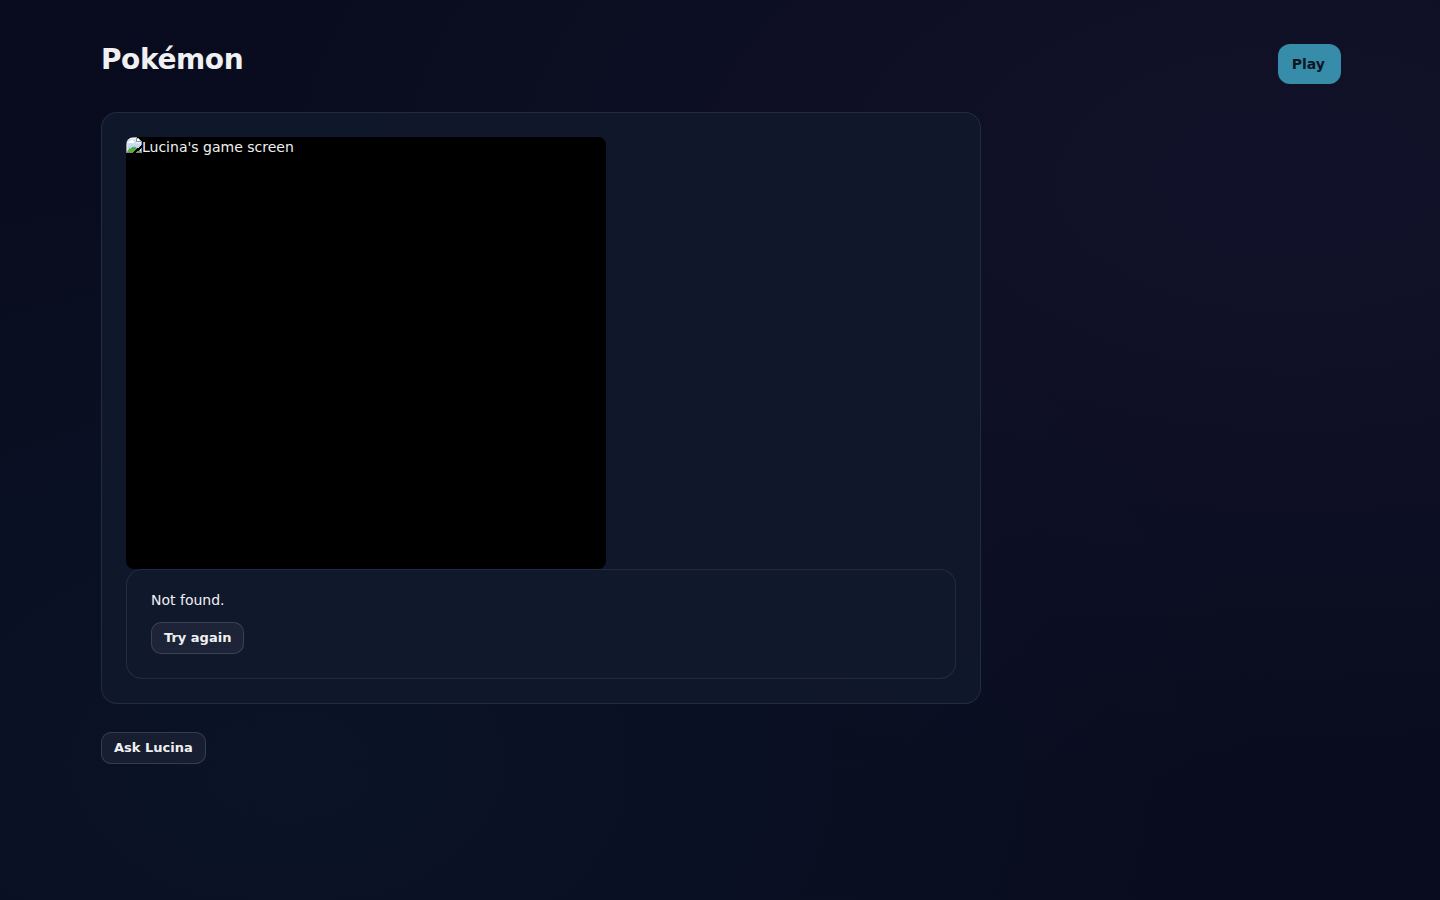 Pokémon
Play
Lucina's game screen
Not found.
Try again
Ask Lucina